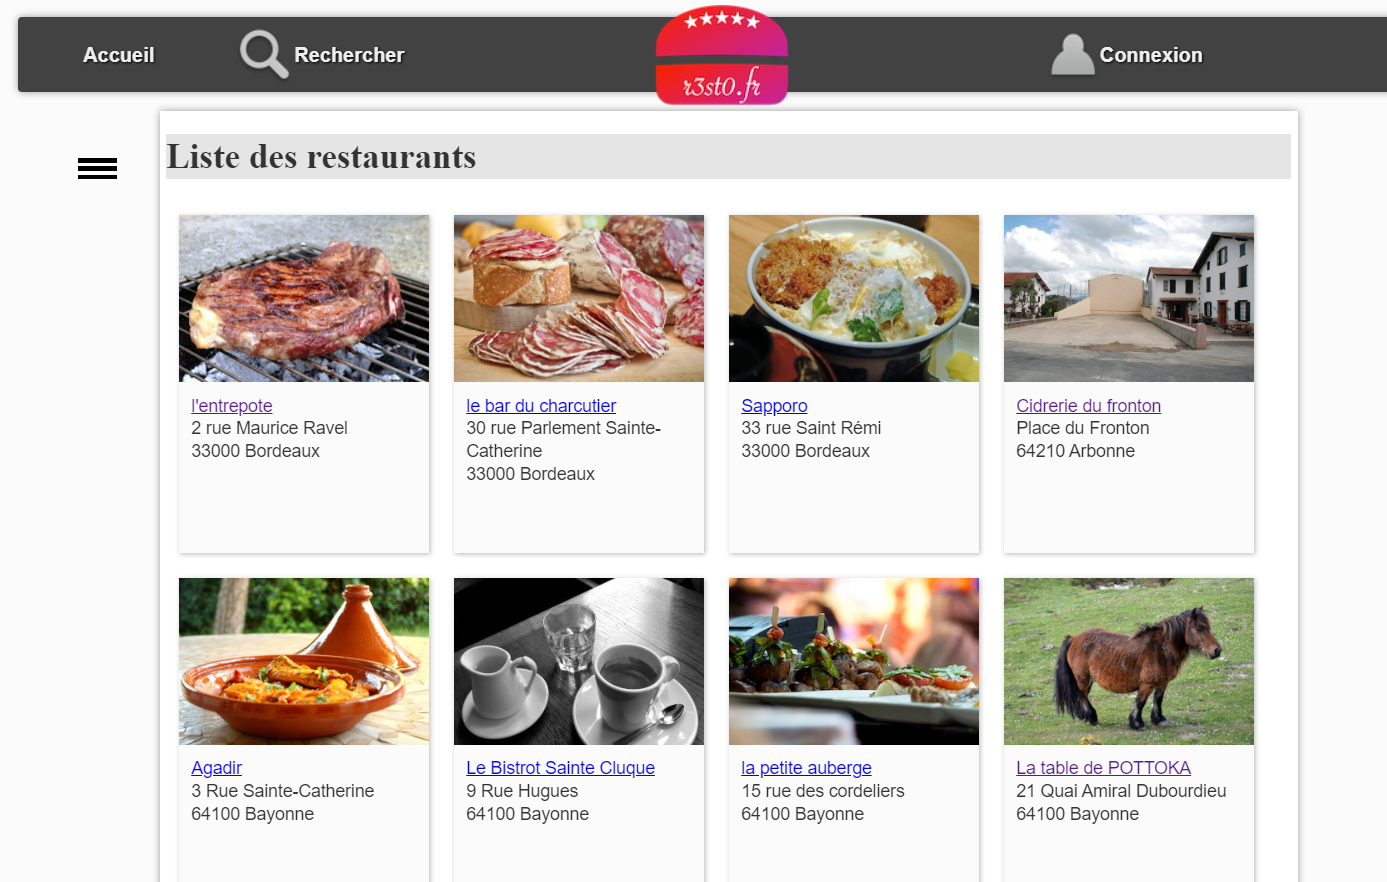 Accueil
Rechercher
r3st0.fr
Connexion
Liste des restaurants
l'entrepote
2 rue Maurice Ravel
33000 Bordeaux
le bar du charcutier
30 rue Parlement Sainte-
Catherine
33000 Bordeaux
Sapporo
33 rue Saint Rémi
33000 Bordeaux
Cidrerie du fronton
Place du Fronton
64210 Arbonne
Agadir
3 Rue Sainte-Catherine
64100 Bayonne
Le Bistrot Sainte Cluque
9 Rue Hugues
64100 Bayonne
la petite auberge
15 rue des cordeliers
64100 Bayonne
La table de POTTOKA
21 Quai Amiral Dubourdieu
64100 Bayonne